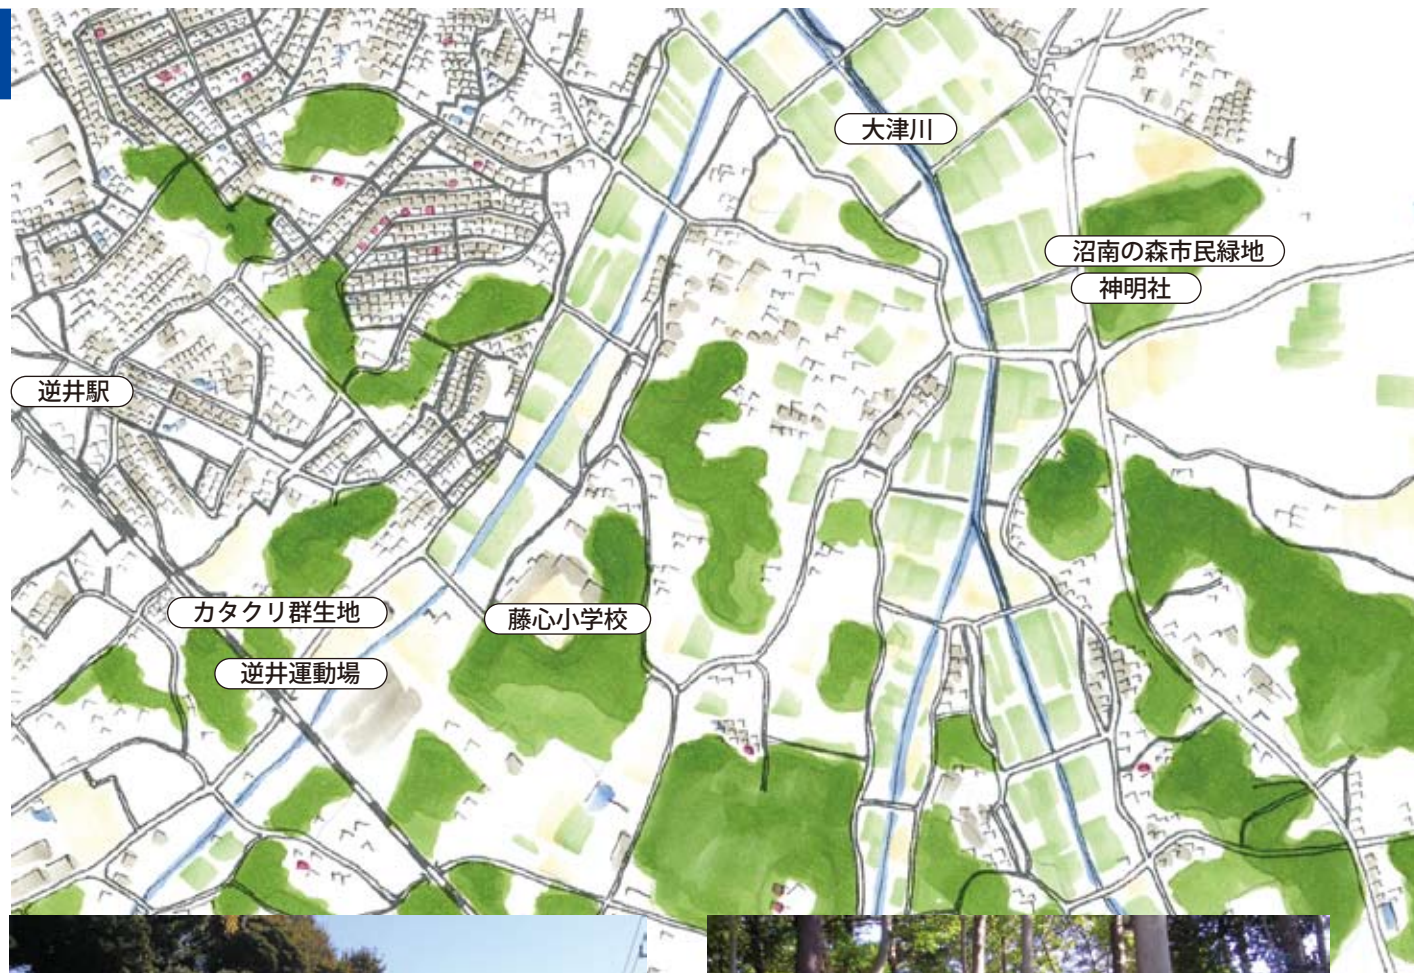 大津川
沼南の森市民緑地
神明社
逆井駅
カタクリ群生地
藤心小学校
逆井運動場